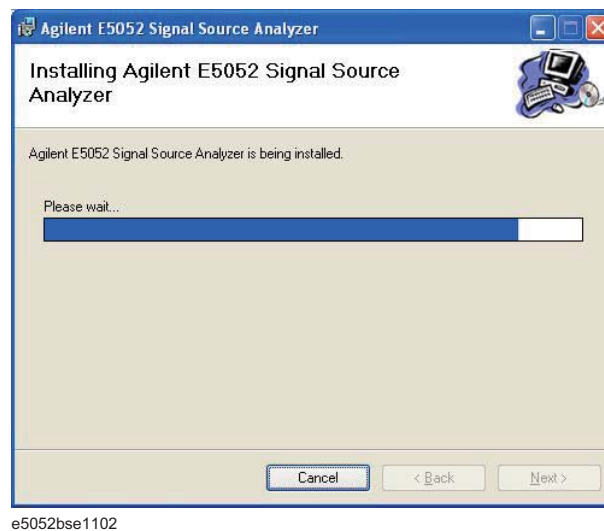 Agilent E5052 Signal Source Analyzer
Installing Agilent E5052 Signal Source
Analyzer
Agilent E5052 Signal Source Analyzer is being installed.
Please wait...
Cancel
< Back
Next >
e5052bse1102